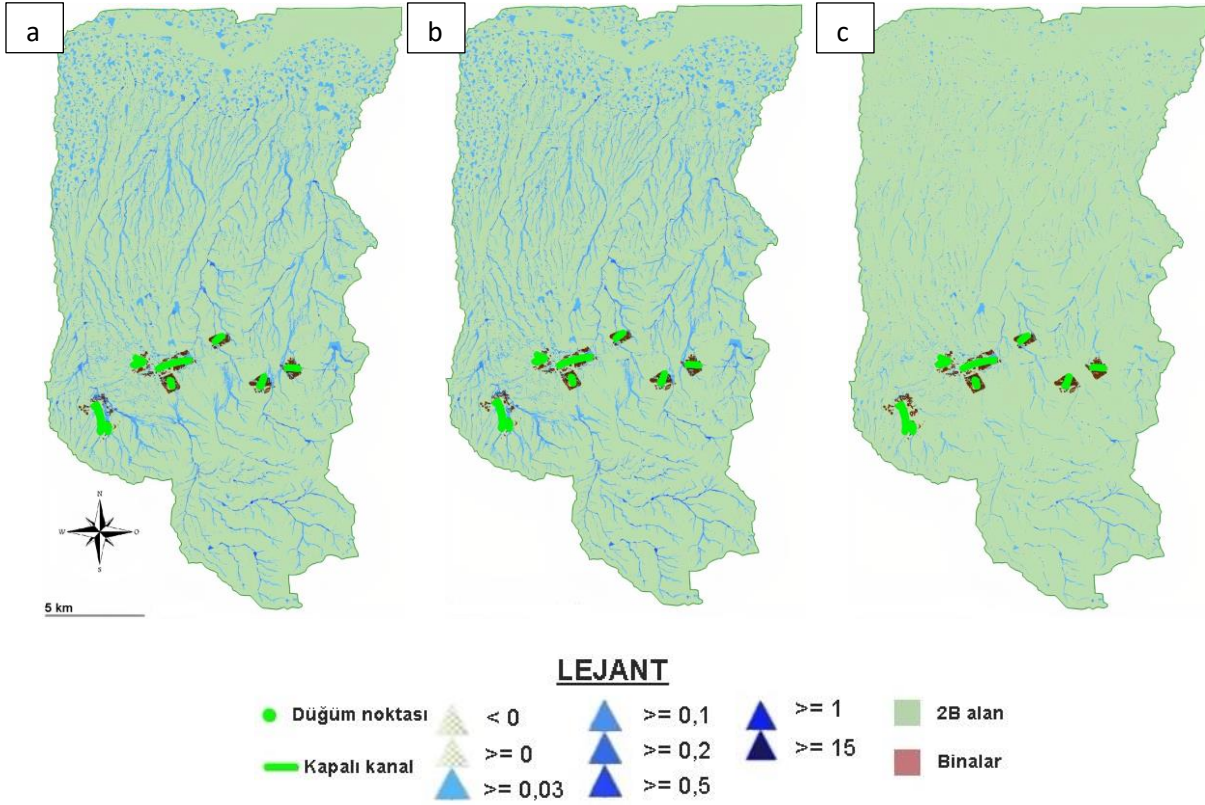 a
b
c
N
W
O
S
5 km
LEJANT
Düğüm noktası
Kapalı kanal
< 0
>= 0
>= 0,03
>= 0,1
>= 0,2
>= 0,5
>= 1
>= 15
2B alan
Binalar